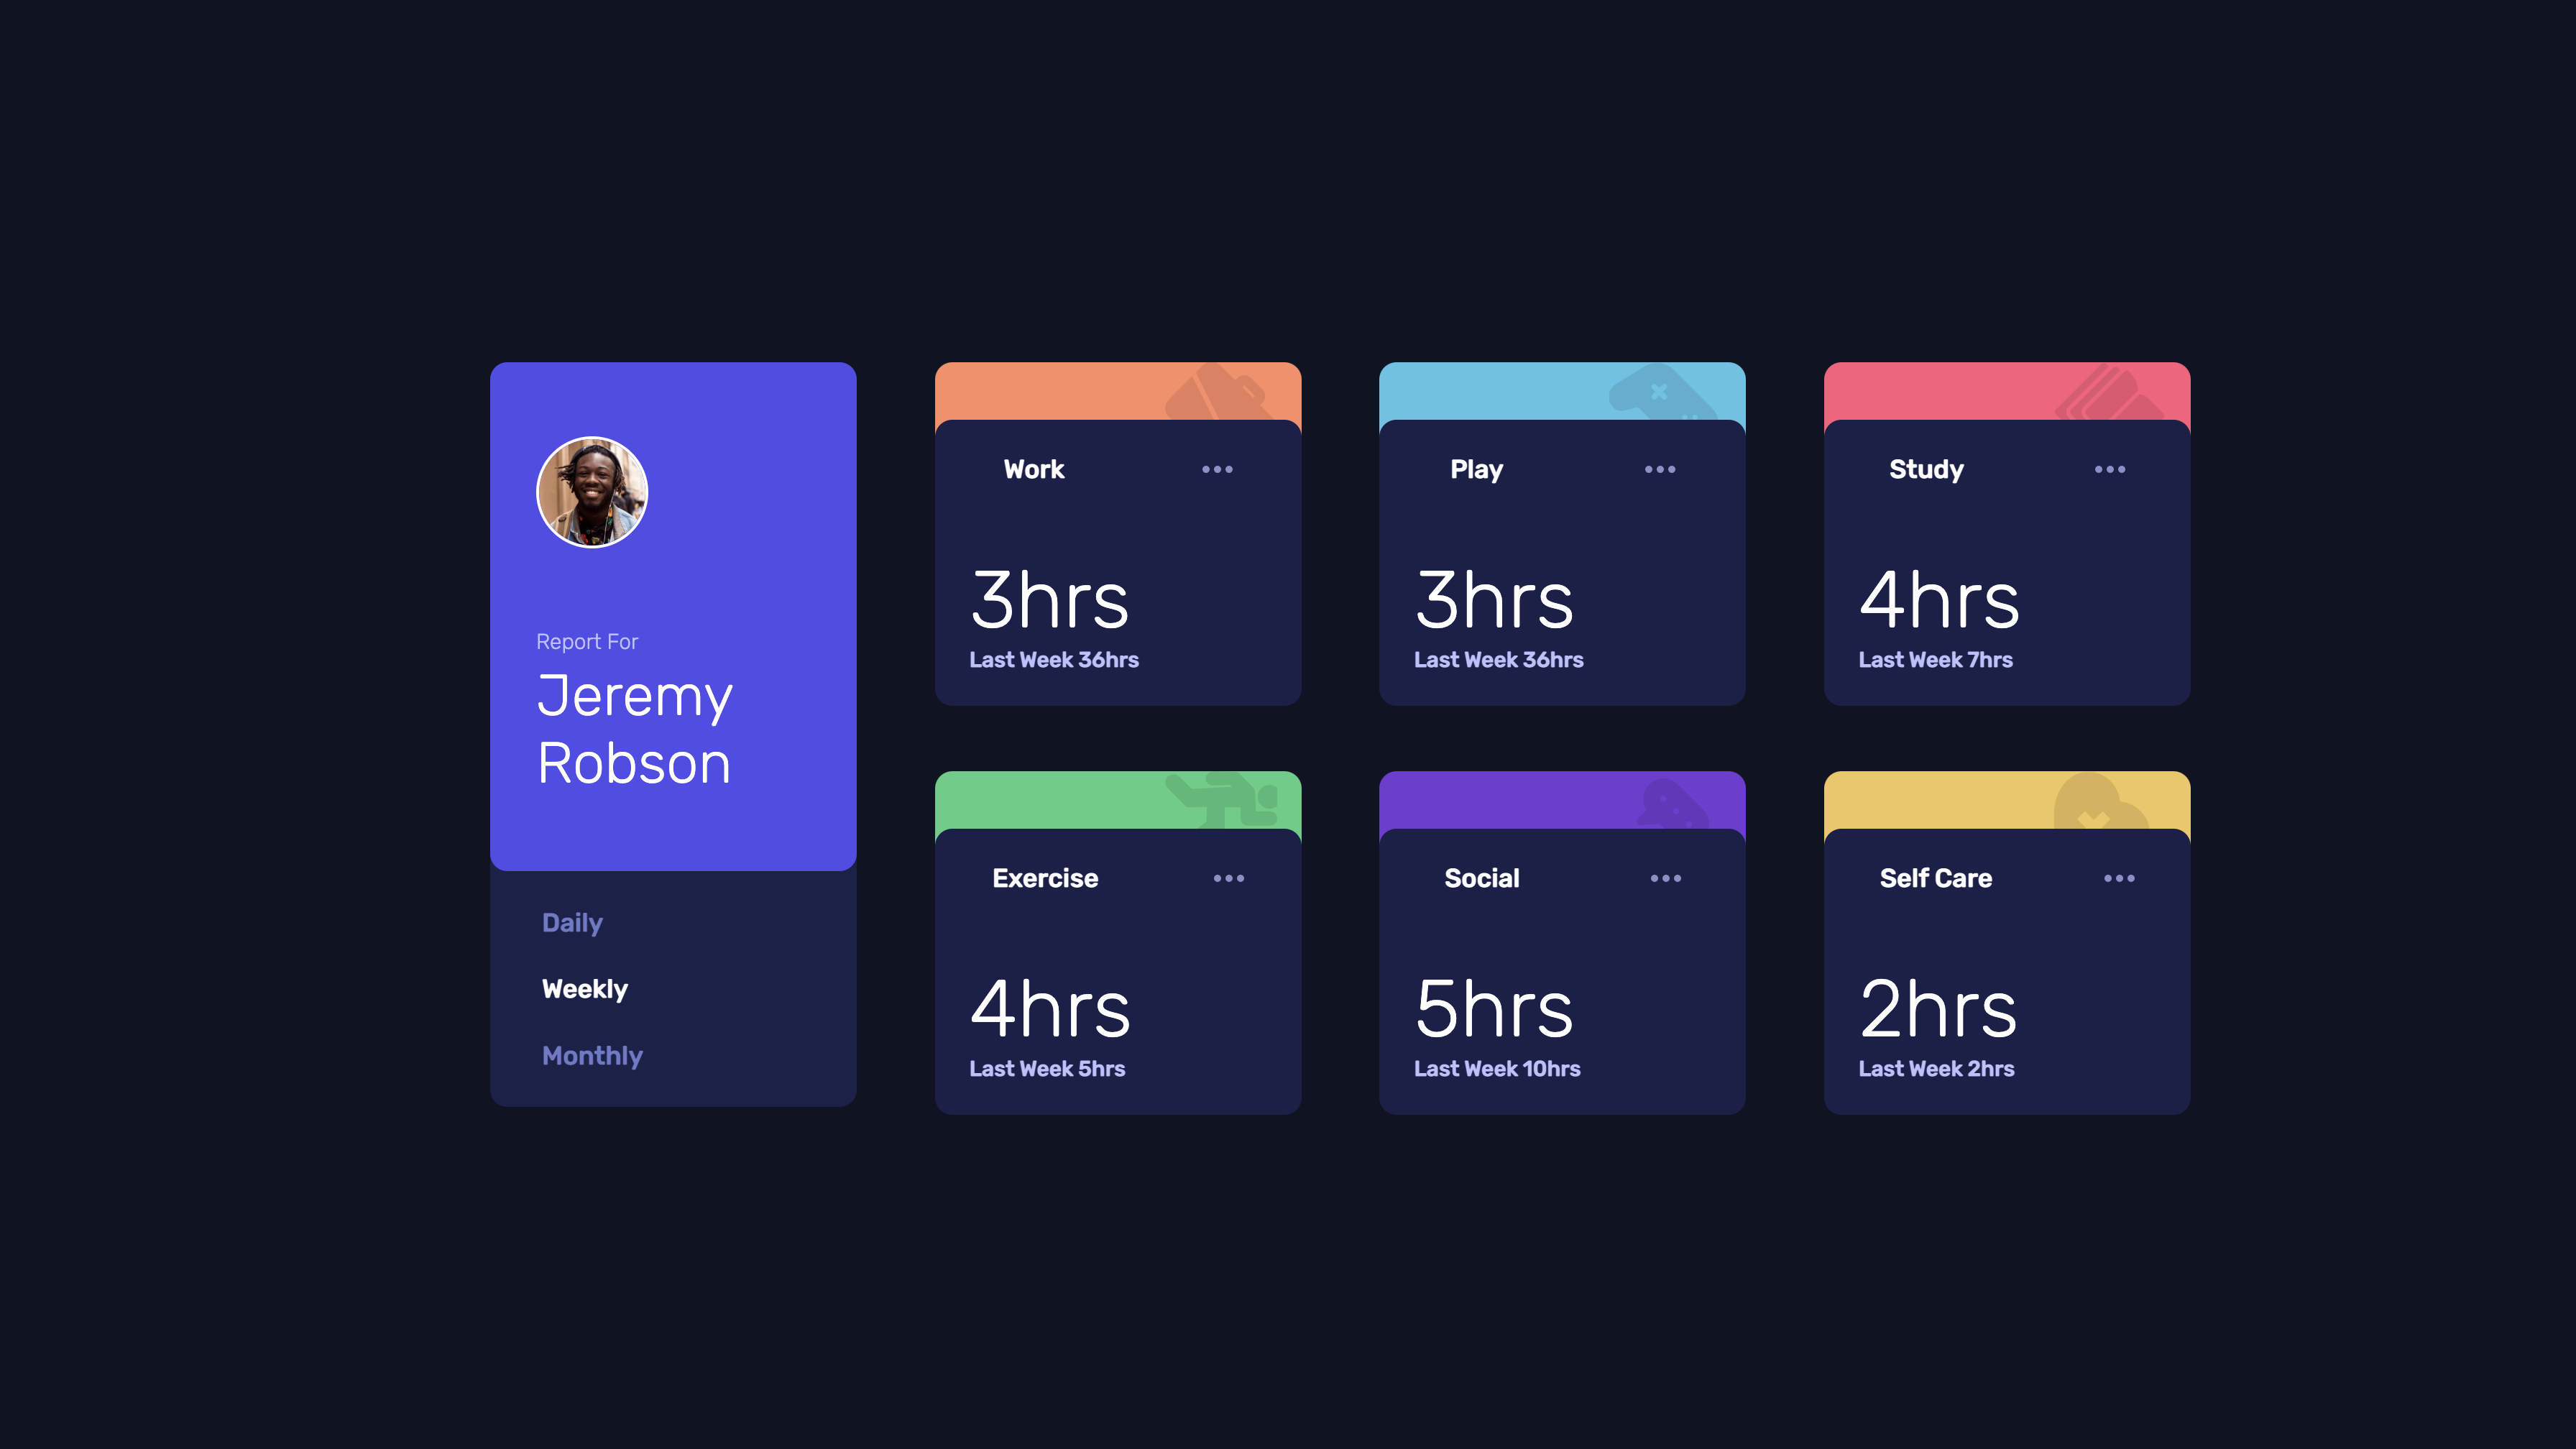 Report For
Jeremy
Robson
Daily
Weekly
Monthly
Work
3hrs
Last Week 36hrs
Play
3hrs
Last Week 36hrs
Study
4hrs
Last Week 7hrs
Exercise
4hrs
Last Week 5hrs
Social
5hrs
Last Week 10hrs
Self Care
2hrs
Last Week 2hrs